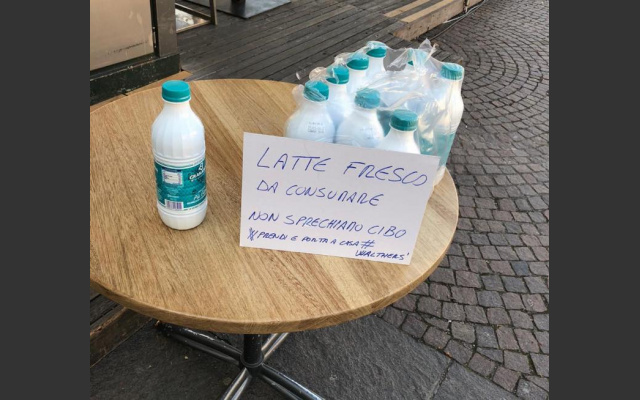 LATTE FRESCO
DA CONSUMARE
NON SPRECHIAMO CIBO
#PRENDI E PORTA A CASA#
WALTHERS'